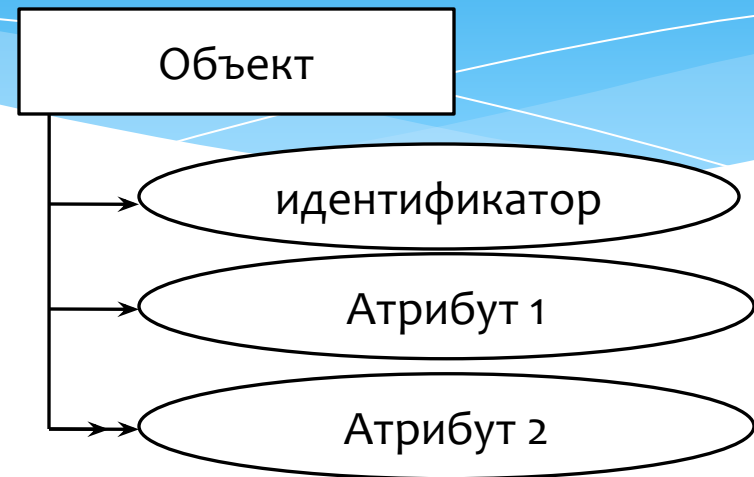 Объект
идентификатор
Атрибут 1
Атрибут 2